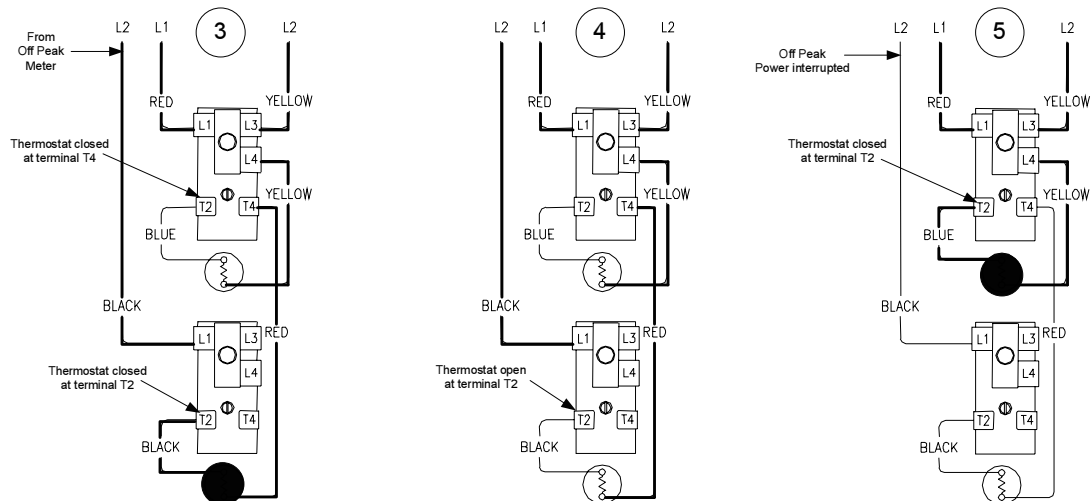 L2 L1 3 L2
From
Off Peak
Meter
RED
YELLOW
L1 L3
L4
Thermostat closed
at terminal T4
YELLOW
T2 T4
BLUE
BLACK
RED
L1 L3
L4
Thermostat closed
at terminal T2
T2 T4
BLACK
L2 L1 4 L2
RED
YELLOW
L1 L3
L4
YELLOW
T2 T4
BLUE
BLACK
RED
L1 L3
L4
Thermostat open
at terminal T2
T2 T4
BLACK
L2 L1 5 L2
Off Peak
Power interrupted
RED
YELLOW
L1 L3
L4
Thermostat closed
at terminal T2
YELLOW
T2 T4
BLUE
BLACK
RED
L1 L3
L4
T2 T4
BLACK